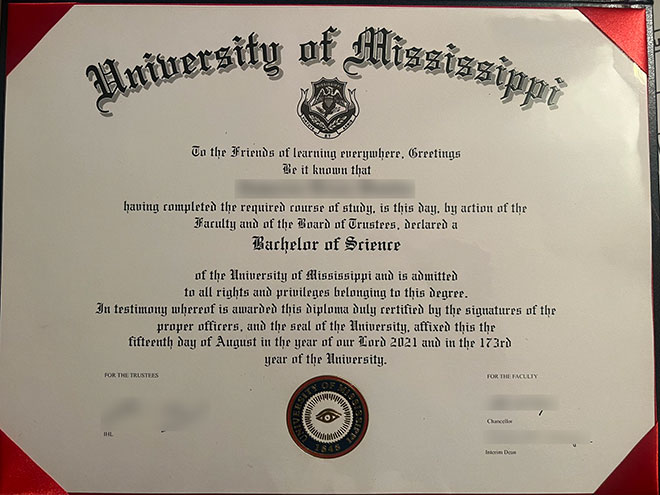 University of Mississippi
To the Friends of learning everywhere, Greetings
Be it known that
having completed the required course of study, is this day, by action of the
Faculty and of the Board of Trustees, declared a
Bachelor of Science
of the University of Mississippi and is admitted
to all rights and privileges belonging to this degree.
In testimony whereof is awarded this diploma duly certified by the signatures of the
proper officers, and the seal of the University, affixed this the
fifteenth day of August in the year of our Lord 2021 and in the 173rd
year of the University.
FOR THE TRUSTEES
FOR THE FACULTY
IHL
Chancellor
Interim Dean
UNIVERSITY OF MISSISSIPPI
1848